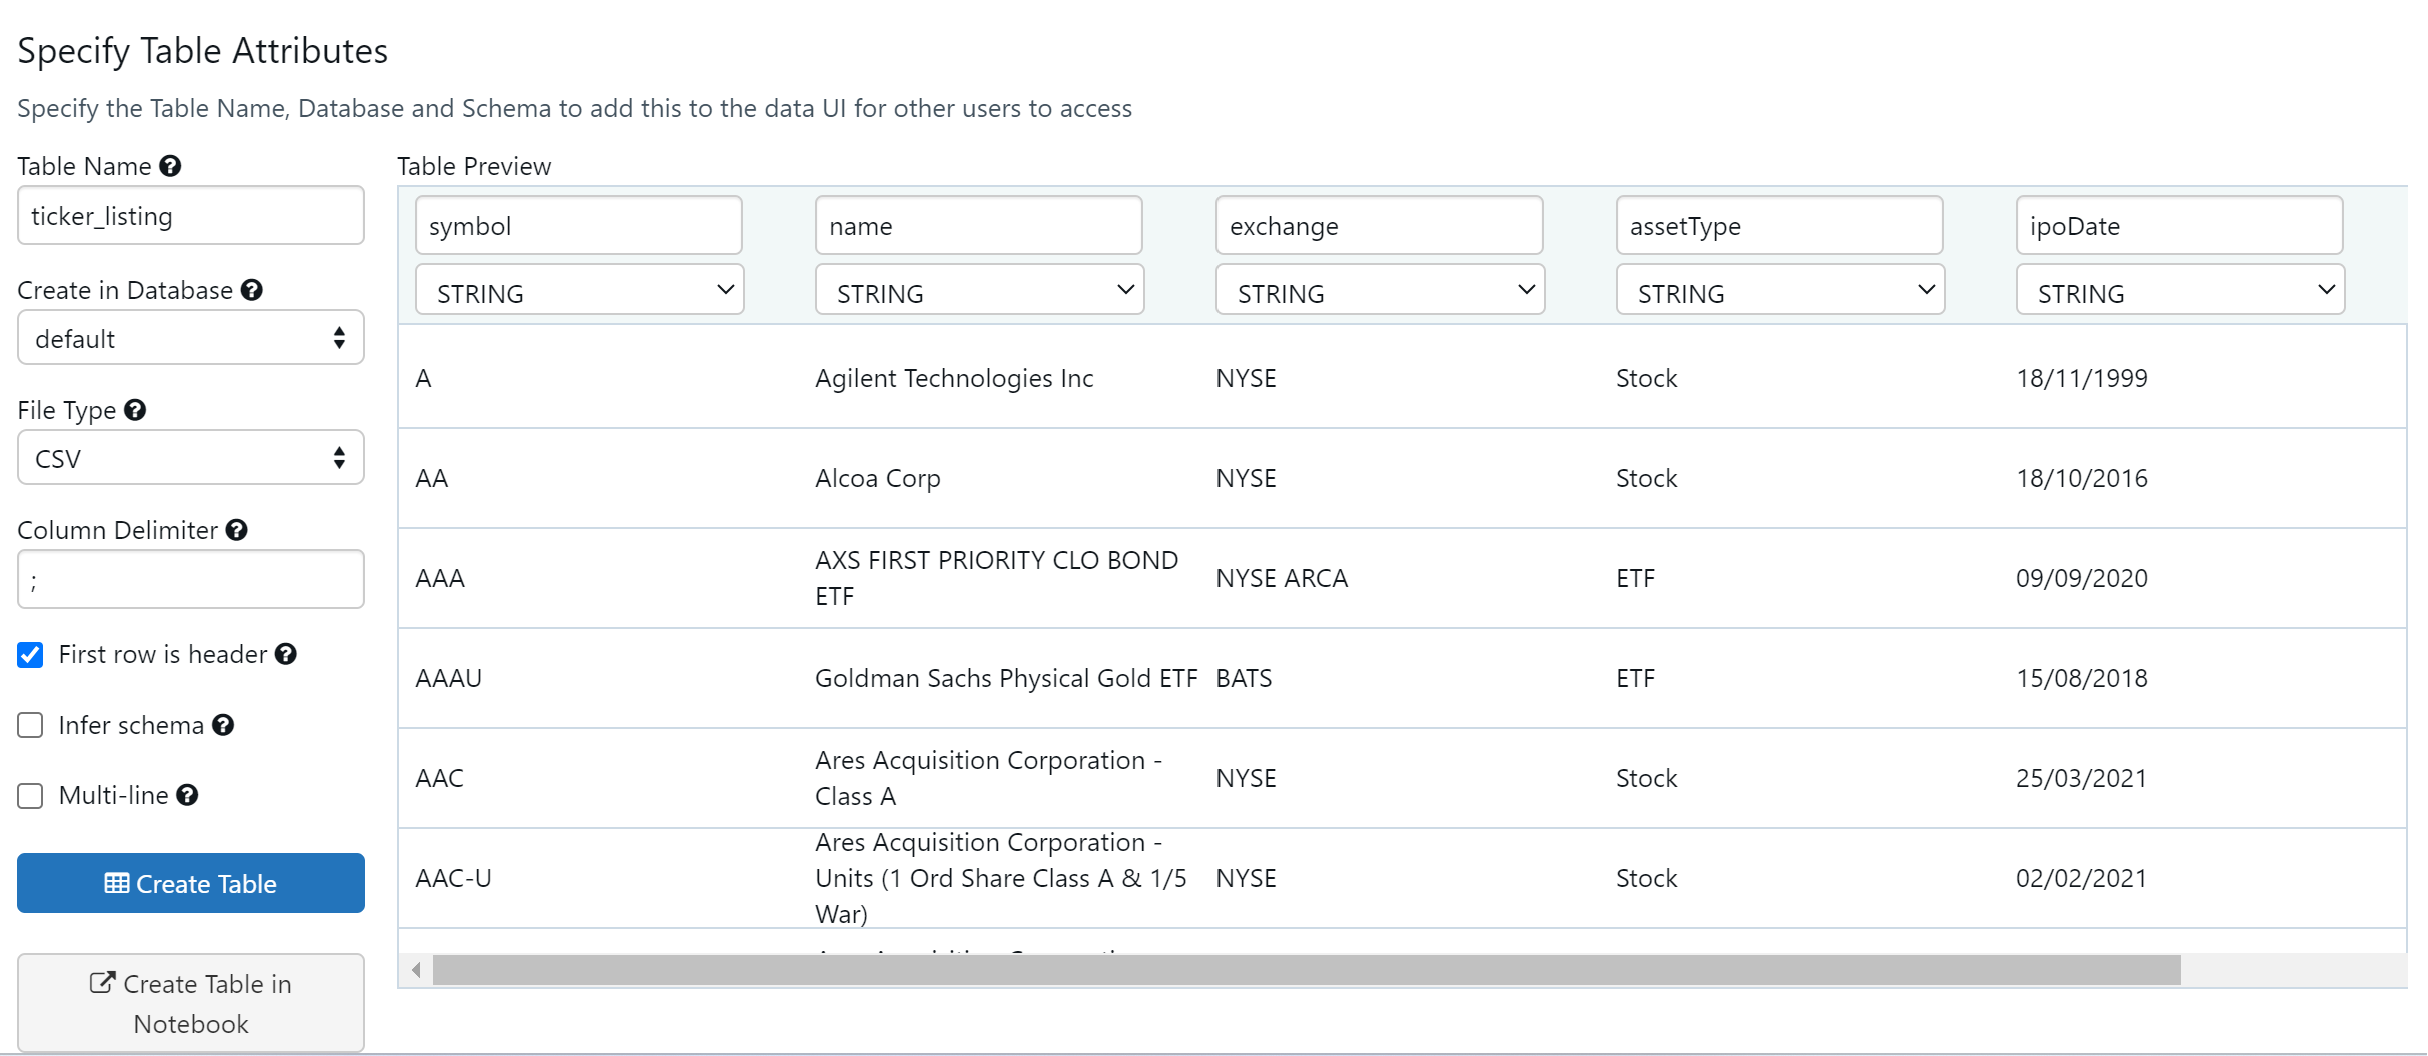 Specify Table Attributes
Specify the Table Name, Database and Schema to add this to the data UI for other users to access
Table Name
ticker_listing
Create in Database
default
File Type
CSV
Column Delimiter
;
First row is header
Infer schema
Multi-line
Create Table
Create Table in
Notebook
Table Preview
symbol name exchange assetType ipoDate
STRING STRING STRING STRING STRING
A Agilent Technologies Inc NYSE Stock 18/11/1999
AA Alcoa Corp NYSE Stock 18/10/2016
AAA AXS FIRST PRIORITY CLO BOND
ETF NYSE ARCA ETF 09/09/2020
AAAU Goldman Sachs Physical Gold ETF BATS ETF 15/08/2018
AAC Ares Acquisition Corporation -
Class A NYSE Stock 25/03/2021
AAC-U Ares Acquisition Corporation -
Units (1 Ord Share Class A & 1/5
War) NYSE Stock 02/02/2021